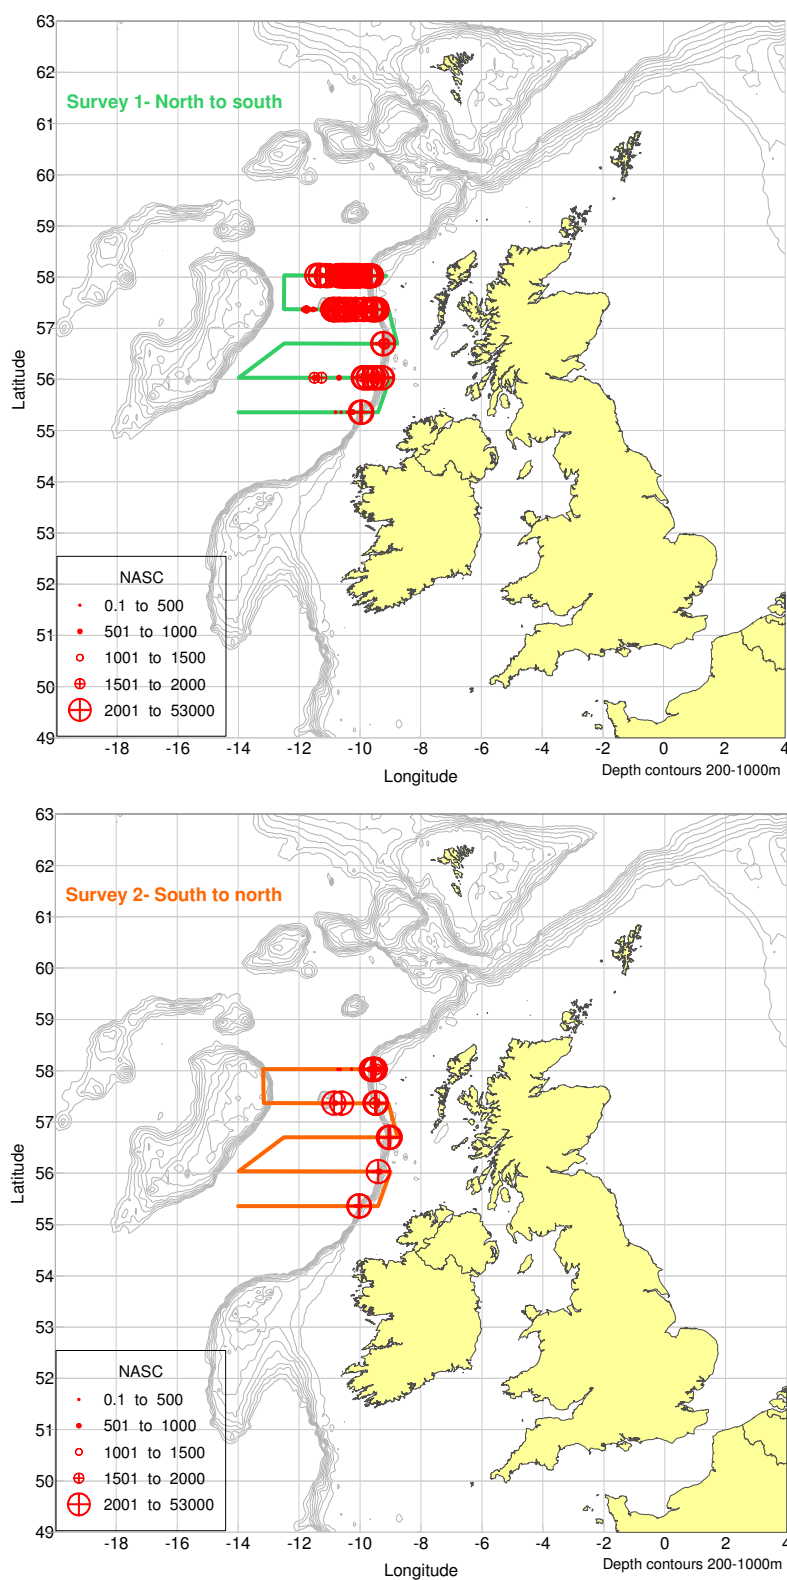 63
62
Survey 1- North to south
61
60
59
58
57
56
55
54
53
52
51
50
49
Latitude
NASC
0.1 to 500
501 to 1000
1001 to 1500
1501 to 2000
2001 to 53000
-18 -16 -14 -12 -10 -8 -6 -4 -2 0 2 4
Longitude
Depth contours 200-1000m
63
62
Survey 2- South to north
61
60
59
58
57
56
55
54
53
52
51
50
49
Latitude
NASC
0.1 to 500
501 to 1000
1001 to 1500
1501 to 2000
2001 to 53000
-18 -16 -14 -12 -10 -8 -6 -4 -2 0 2 4
Longitude
Depth contours 200-1000m